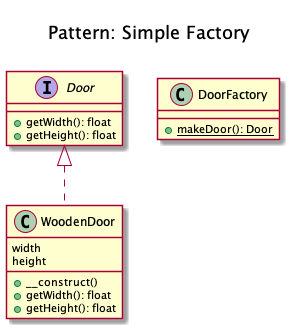 Pattern: Simple Factory
I Door
getWidth(): float
getHeight(): float
C DoorFactory
makeDoor(): Door
C WoodenDoor
width
height
__construct()
getWidth(): float
getHeight(): float